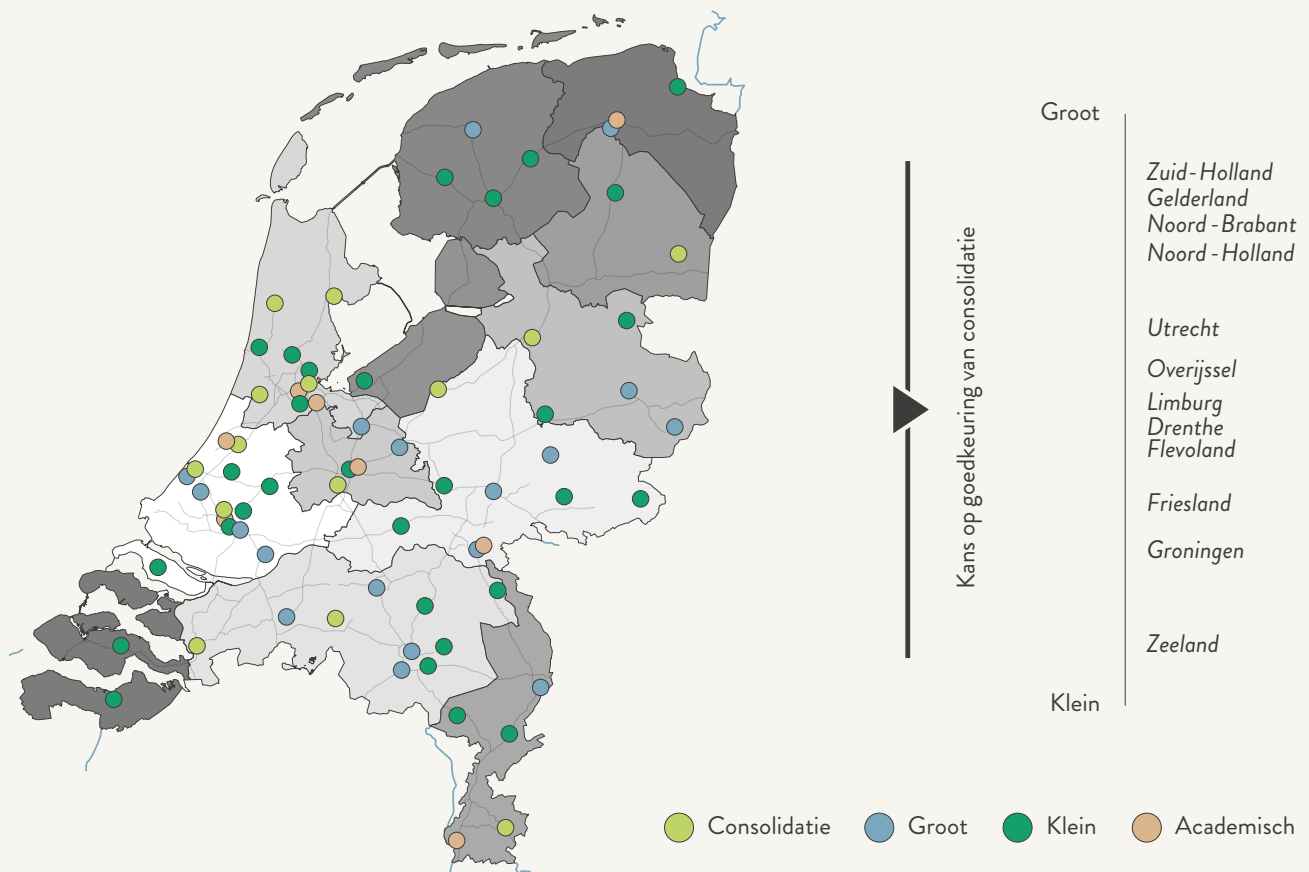 Groot
Zuid-Holland
Gelderland
Noord-Brabant
Noord-Holland
Utrecht
Overijssel
Limburg
Drenthe
Flevoland
Friesland
Groningen
Zeeland
Klein
Kans op goedkeuring van consolidatie
Consolidatie Groot Klein Academisch